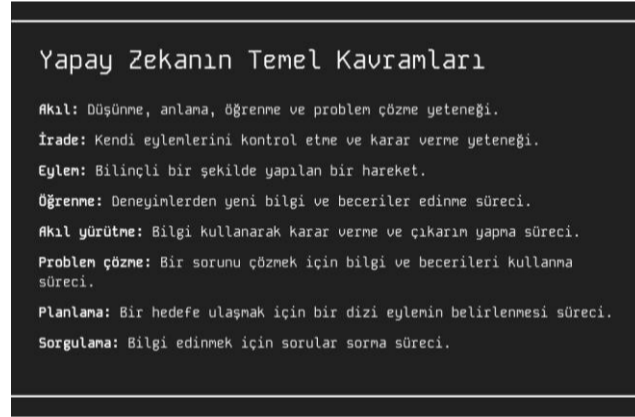 Yapay Zekanın Temel Kavramları
Akıl: Düşünme, anlama, öğrenme ve problem çözme yeteneği.
İrade: Kendi eylemlerini kontrol etme ve karar verme yeteneği.
Eylem: Bilinçli bir şekilde yapılan bir hareket.
Öğrenme: Deneyimlerden yeni bilgi ve beceriler edinme süreci.
Akıl yürütme: Bilgi kullanarak karar verme ve çıkarım yapma süreci.
Problem çözme: Bir sorunu çözmek için bilgi ve becerileri kullanma
süreci.
Planlama: Bir hedefe ulaşmak için bir dizi eylemin belirlenmesi süreci.
Sorgulama: Bilgi edinmek için sorular sorma süreci.